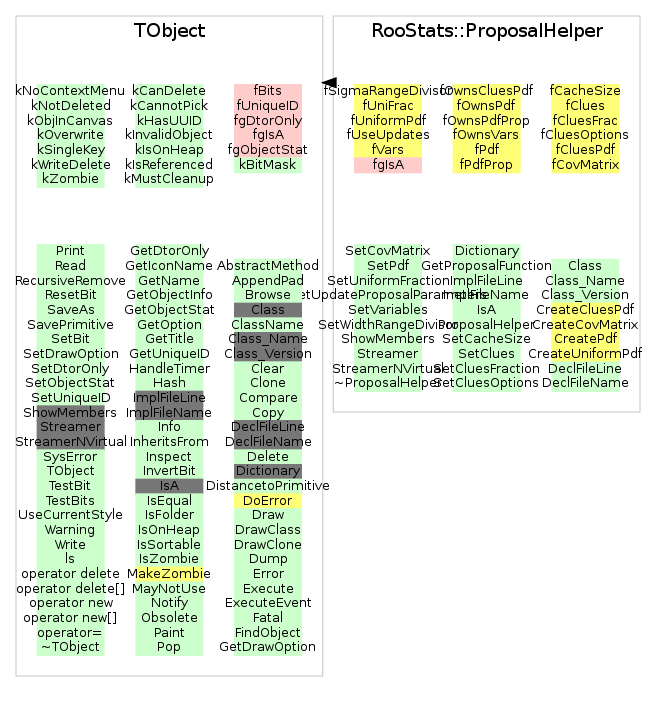 TObject
kNoContextMenu
kNotDeleted
kObjInCanvas
kOverwrite
kSingleKey
kWriteDelete
kZombie
kCanDelete
kCannotPick
kHasUUID
kInvalidObject
kIsOnHeap
kIsReferenced
kMustCleanup
fBits
fUniqueID
fgDtorOnly
fgIsA
fgObjectStat
kBitMask
Print
Read
RecursiveRemove
ResetBit
SaveAs
SavePrimitive
SetBit
SetDrawOption
SetDtorOnly
SetObjectStat
SetUniqueID
ShowMembers
Streamer
StreamerNVirtual
SysError
TObject
TestBit
TestBits
UseCurrentStyle
Warning
Write
ls
operator delete
operator delete[]
operator new
operator new[]
operator=
~TObject
GetDtorOnly
GetIconName
GetName
GetObjectInfo
GetObjectStat
GetOption
GetTitle
GetUniqueID
HandleTimer
Hash
ImplFileLine
ImplFileName
Info
InheritsFrom
Inspect
InvertBit
IsA
IsEqual
IsFolder
IsOnHeap
IsSortable
IsZombie
MakeZombie
MayNotUse
Notify
Obsolete
Paint
Pop
AbstractMethod
AppendPad
Browse
Class
ClassName
Class_Name
Class_Version
Clear
Clone
Compare
Copy
DeclFileLine
DeclFileName
Delete
Dictionary
DistancetoPrimitive
DoError
Draw
DrawClass
DrawClone
Dump
Error
Execute
ExecuteEvent
Fatal
FindObject
GetDrawOption
RooStats::ProposalHelper
fSigmaRangeDivisor
fUniFrac
fUniformPdf
fUseUpdates
fVars
fgIsA
fOwnsCluesPdf
fOwnsPdf
fOwnsPdfProp
fOwnsVars
fPdf
fPdfProp
fCacheSize
fClues
fCluesFrac
fCluesOptions
fCluesPdf
fCovMatrix
SetCovMatrix
SetPdf
SetUniformFraction
SetUpdateProposalParameters
SetVariables
SetWidthRangeDivisor
ShowMembers
Streamer
StreamerNVirtual
~ProposalHelper
Dictionary
GetProposalFunction
ImplFileLine
ImplFileName
IsA
ProposalHelper
SetCacheSize
SetClues
SetCluesFraction
SetCluesOptions
Class
Class_Name
Class_Version
CreateCluesPdf
CreateCovMatrix
CreatePdf
CreateUniformPdf
DeclFileLine
DeclFileName